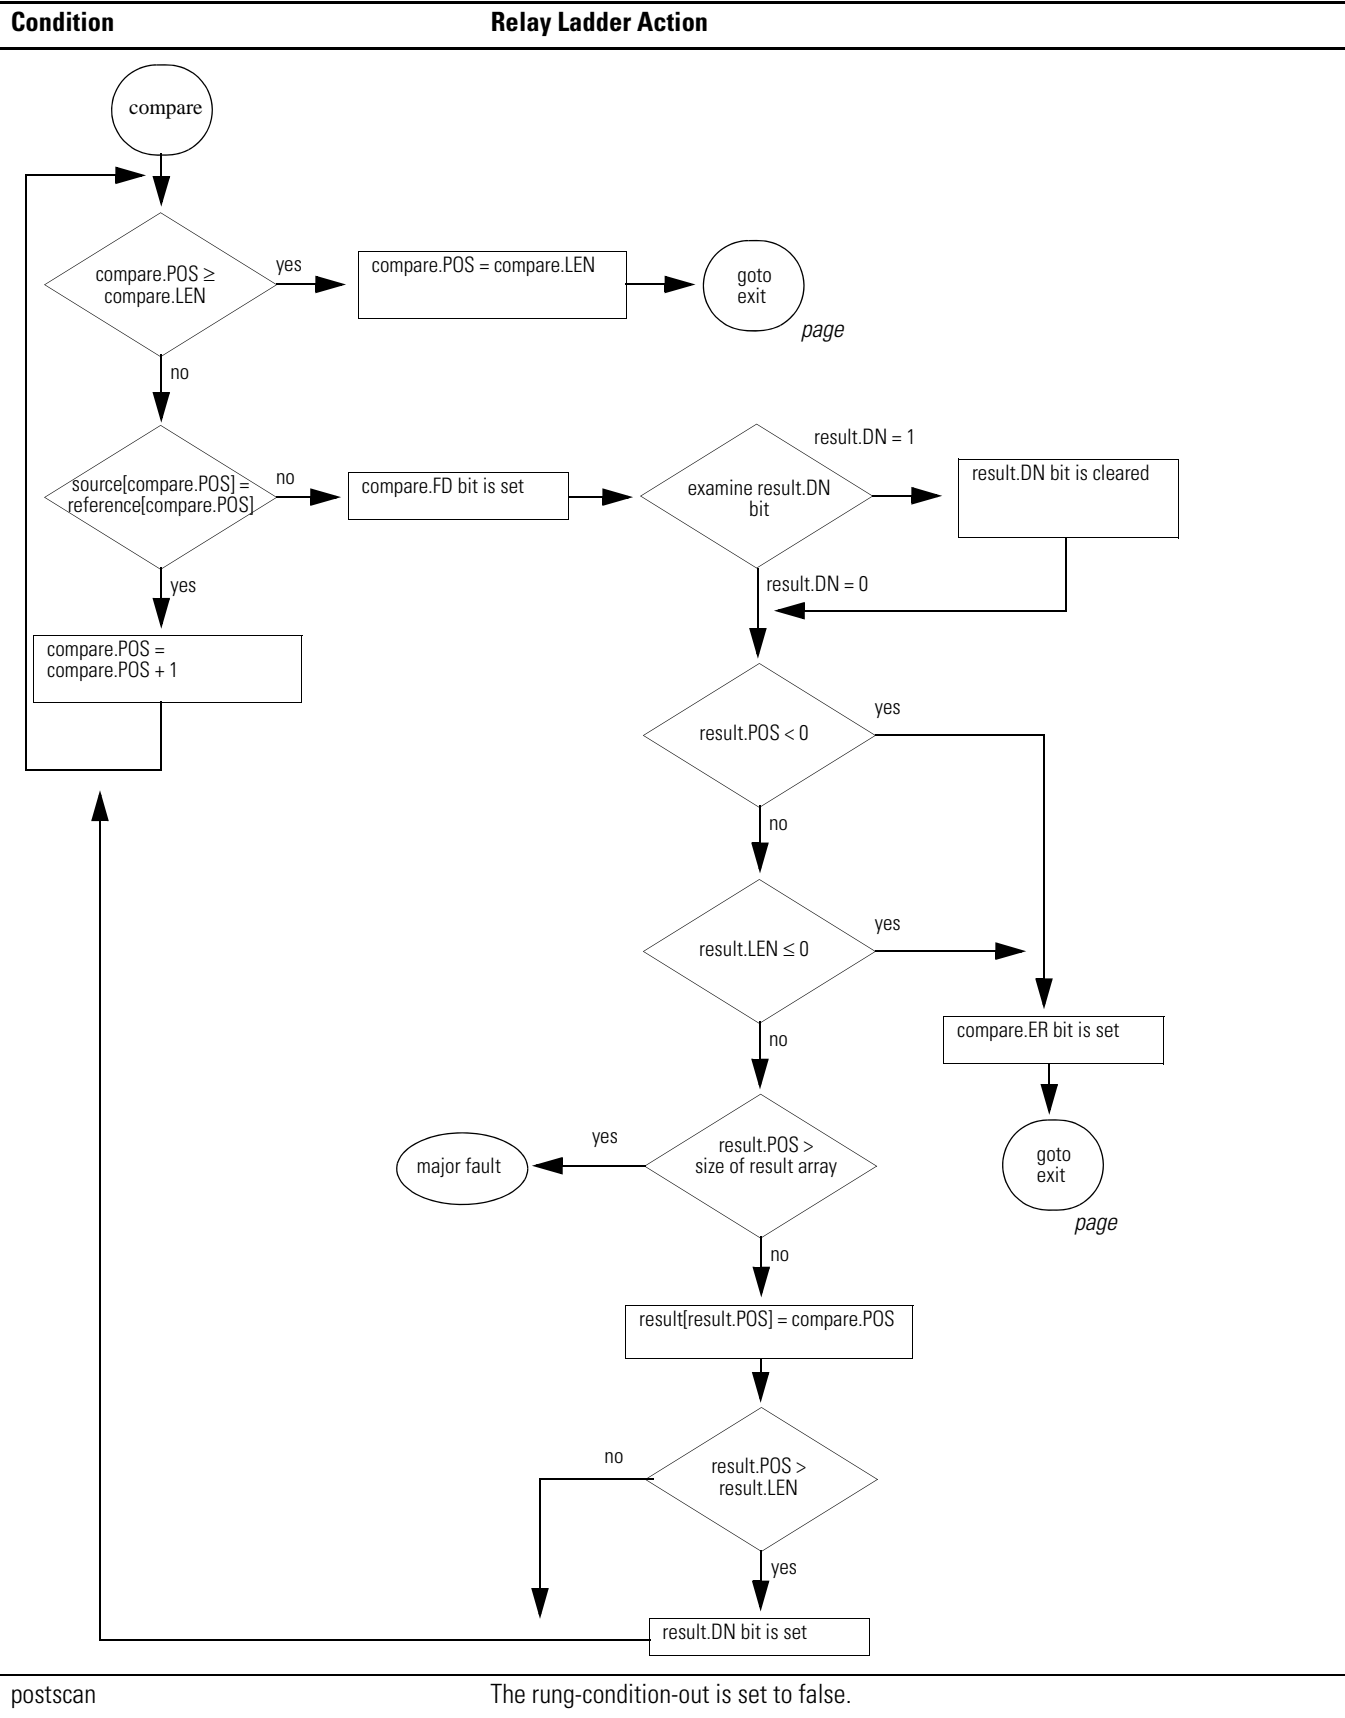 Condition
Relay Ladder Action
compare
compare.POS ≥
compare.LEN
yes
compare.POS = compare.LEN
goto
exit
page
no
source[compare.POS] =
reference[compare.POS]
no
compare.FD bit is set
examine result.DN
bit
result.DN = 1
result.DN bit is cleared
yes
result.DN = 0
compare.POS =
compare.POS + 1
result.POS < 0
yes
no
result.LEN ≤ 0
yes
no
compare.ER bit is set
goto
exit
page
result.POS >
size of result array
yes
major fault
no
result[result.POS] = compare.POS
result.POS >
result.LEN
no
yes
result.DN bit is set
postscan
The rung-condition-out is set to false.